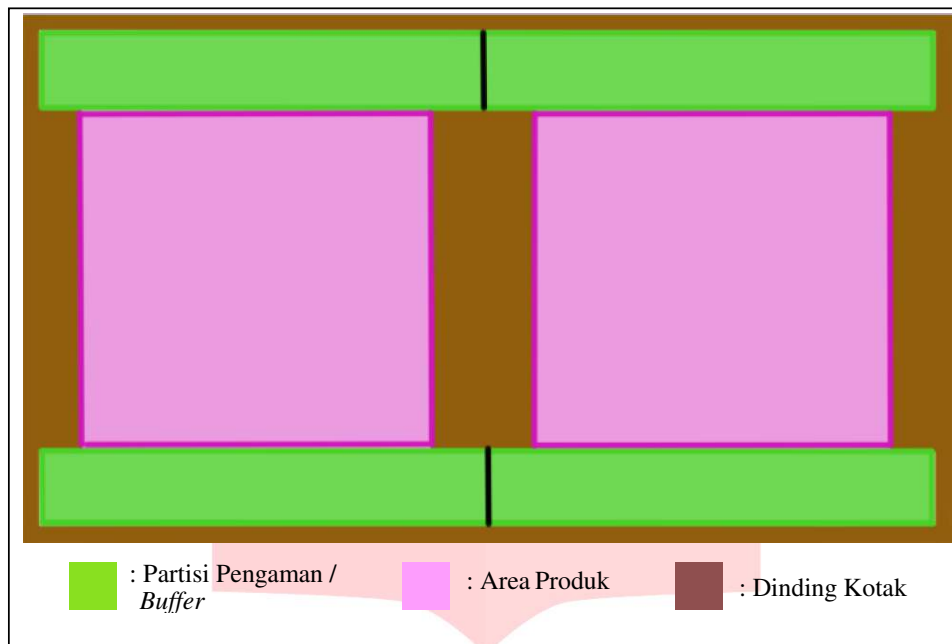 : Partisi Pengaman /
Buffer
: Area Produk
: Dinding Kotak